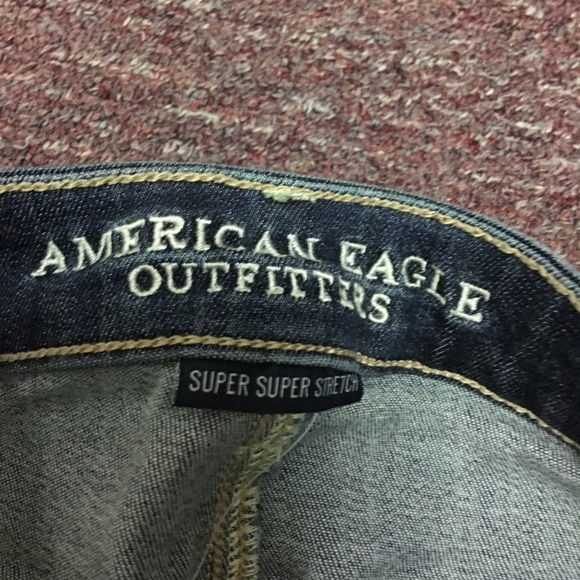 AMERICAN EAGLE
OUTFITTERS
SUPER SUPER STRETCH